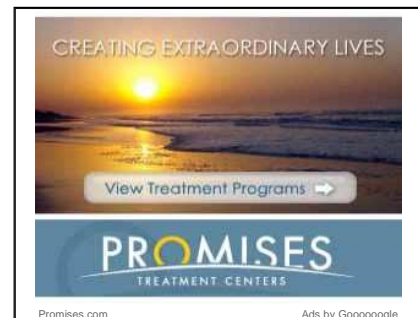 CREATING EXTRAORDINARY LIVES
View Treatment Programs
PROMISES
TREATMENT CENTERS
Promises.com Ads by Goooooogle